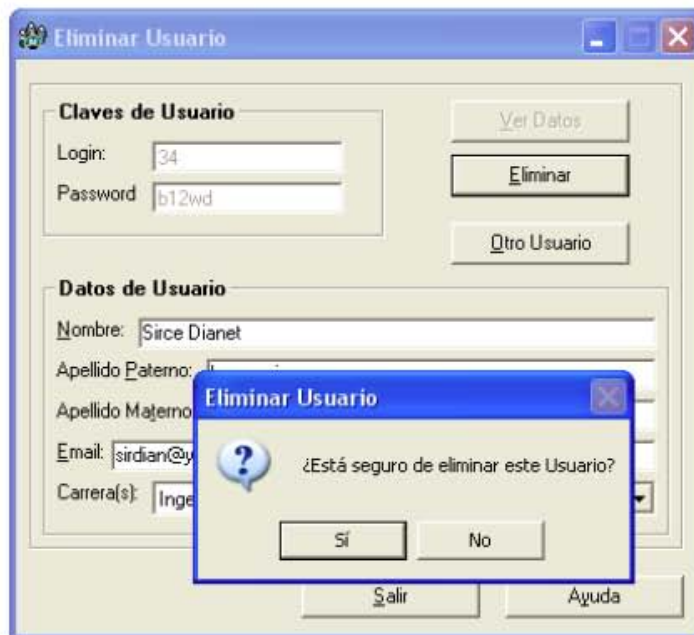 Eliminar Usuario
Claves de Usuario
Ver Datos
Login: 34
Eliminar
Password b12wd
Otro Usuario
Datos de Usuario
Nombre: Sirce Dianet
Apellido Paterno:
Apellido Materno
Email: sirdian@y
Carrera(s): Inge
Eliminar Usuario
¿Está seguro de eliminar este Usuario?
Sí No
Salir Ayuda